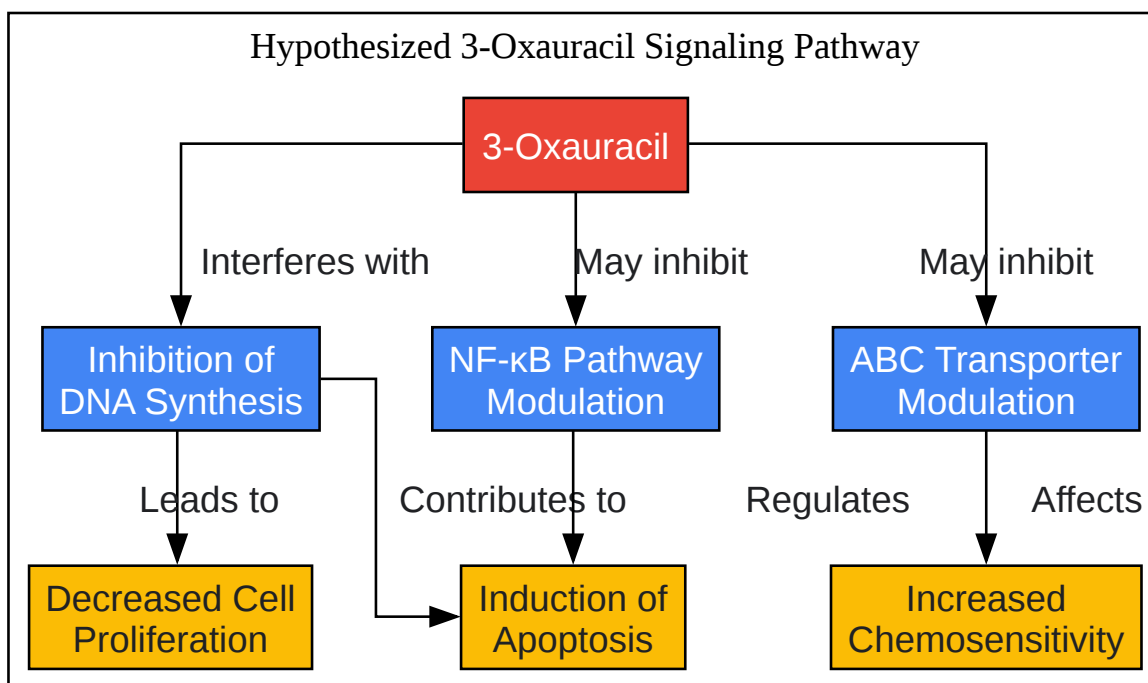 Hypothesized 3-Oxauracil Signaling Pathway
3-Oxauracil
Interferes with
May inhibit
May inhibit
Inhibition of
DNA Synthesis
NF-κB Pathway
Modulation
ABC Transporter
Modulation
Leads to
Contributes to
Regulates
Affects
Decreased Cell
Proliferation
Induction of
Apoptosis
Increased
Chemosensitivity